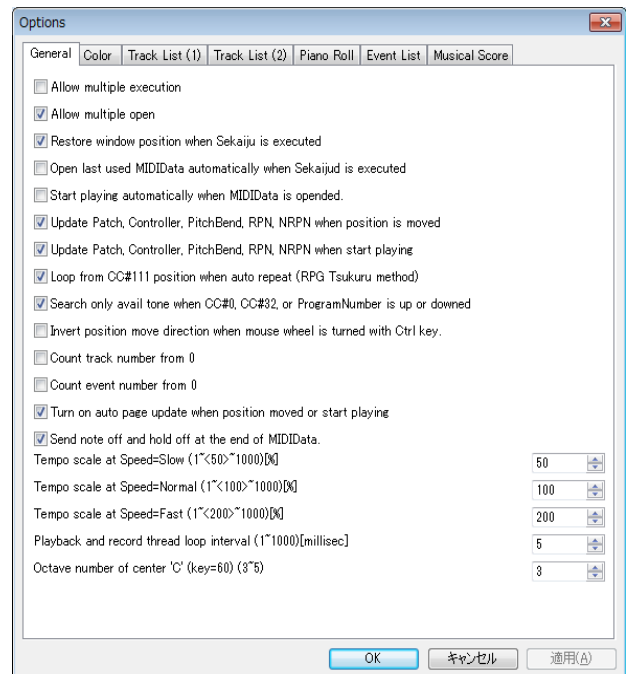 Options
General Color Track List (1) Track List (2) Piano Roll Event List Musical Score
Allow multiple execution
Allow multiple open
Restore window position when Sekaiju is executed
Open last used MIDIData automatically when Sekaijud is executed
Start playing automatically when MIDIData is opended.
Update Patch, Controller, PitchBend, RPN, NRPN when position is moved
Update Patch, Controller, PitchBend, RPN, NRPN when start playing
Loop from CC#111 position when auto repeat (RPG Tsukuru method)
Search only avail tone when CC#0, CC#32, or ProgramNumber is up or downed
Invert position move direction when mouse wheel is turned with Ctrl key.
Count track number from 0
Count event number from 0
Turn on auto page update when position moved or start playing
Send note off and hold off at the end of MIDIData.
Tempo scale at Speed=Slow (1~<50>~1000)[%] 50
Tempo scale at Speed=Normal (1~<100>~1000)[%] 100
Tempo scale at Speed=Fast (1~<200>~1000)[%] 200
Playback and record thread loop interval (1~1000)[millisec] 5
Octave number of center 'C' (key=60) (3~5) 3
OK キャンセル 適用(A)